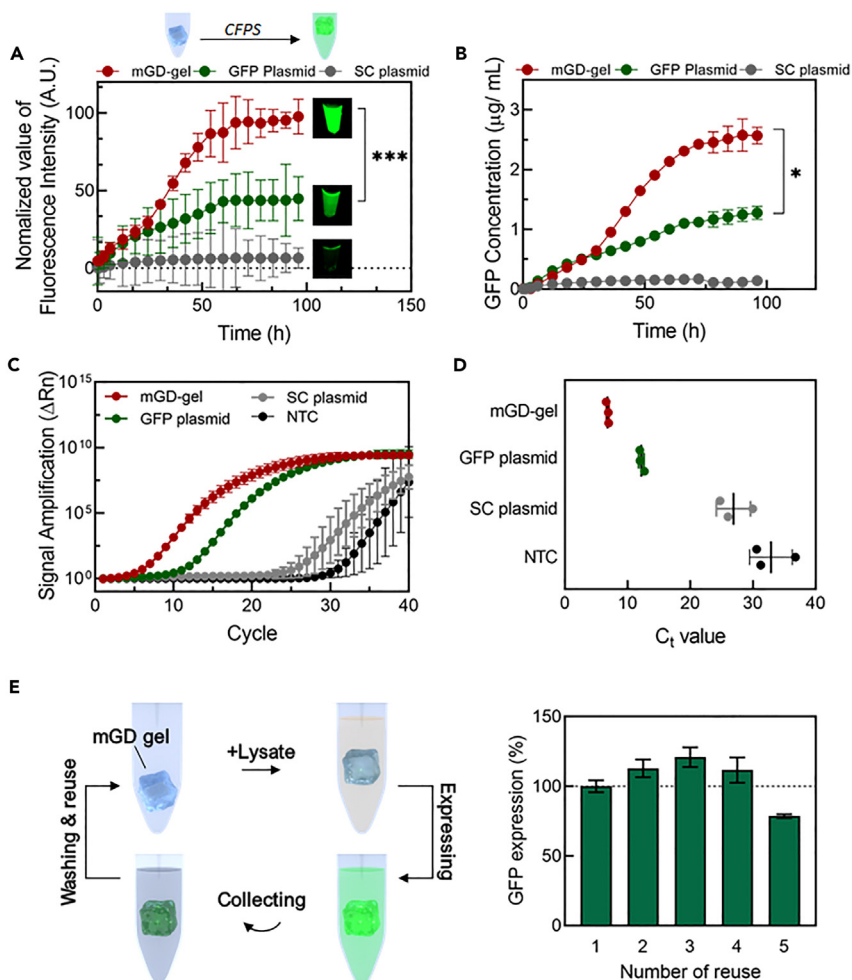 CFPS
A
mGD-gel GFP Plasmid SC plasmid
Nomalized value of
Fluorescence Intensity (A.U.)
100
50
0
***
0 50 100 150
Time (h)
B
mGD-gel GFP Plasmid SC plasmid
GFP Concentration (µg/ mL)
3
2
1
0
*
50 100
Time (h)
C
Signal Amplification (ΔRn)
10^15
10^10
10^5
10^0
mGD-gel
GFP plasmid
SC plasmid
NTC
0 10 20 30 40
Cycle
D
mGD-gel
GFP plasmid
SC plasmid
NTC
0 10 20 30 40
Ct value
E
mGD gel
+Lysate
Washing & reuse
Expressing
Collecting
GFP expression (%)
150
100
50
0
1 2 3 4 5
Number of reuse